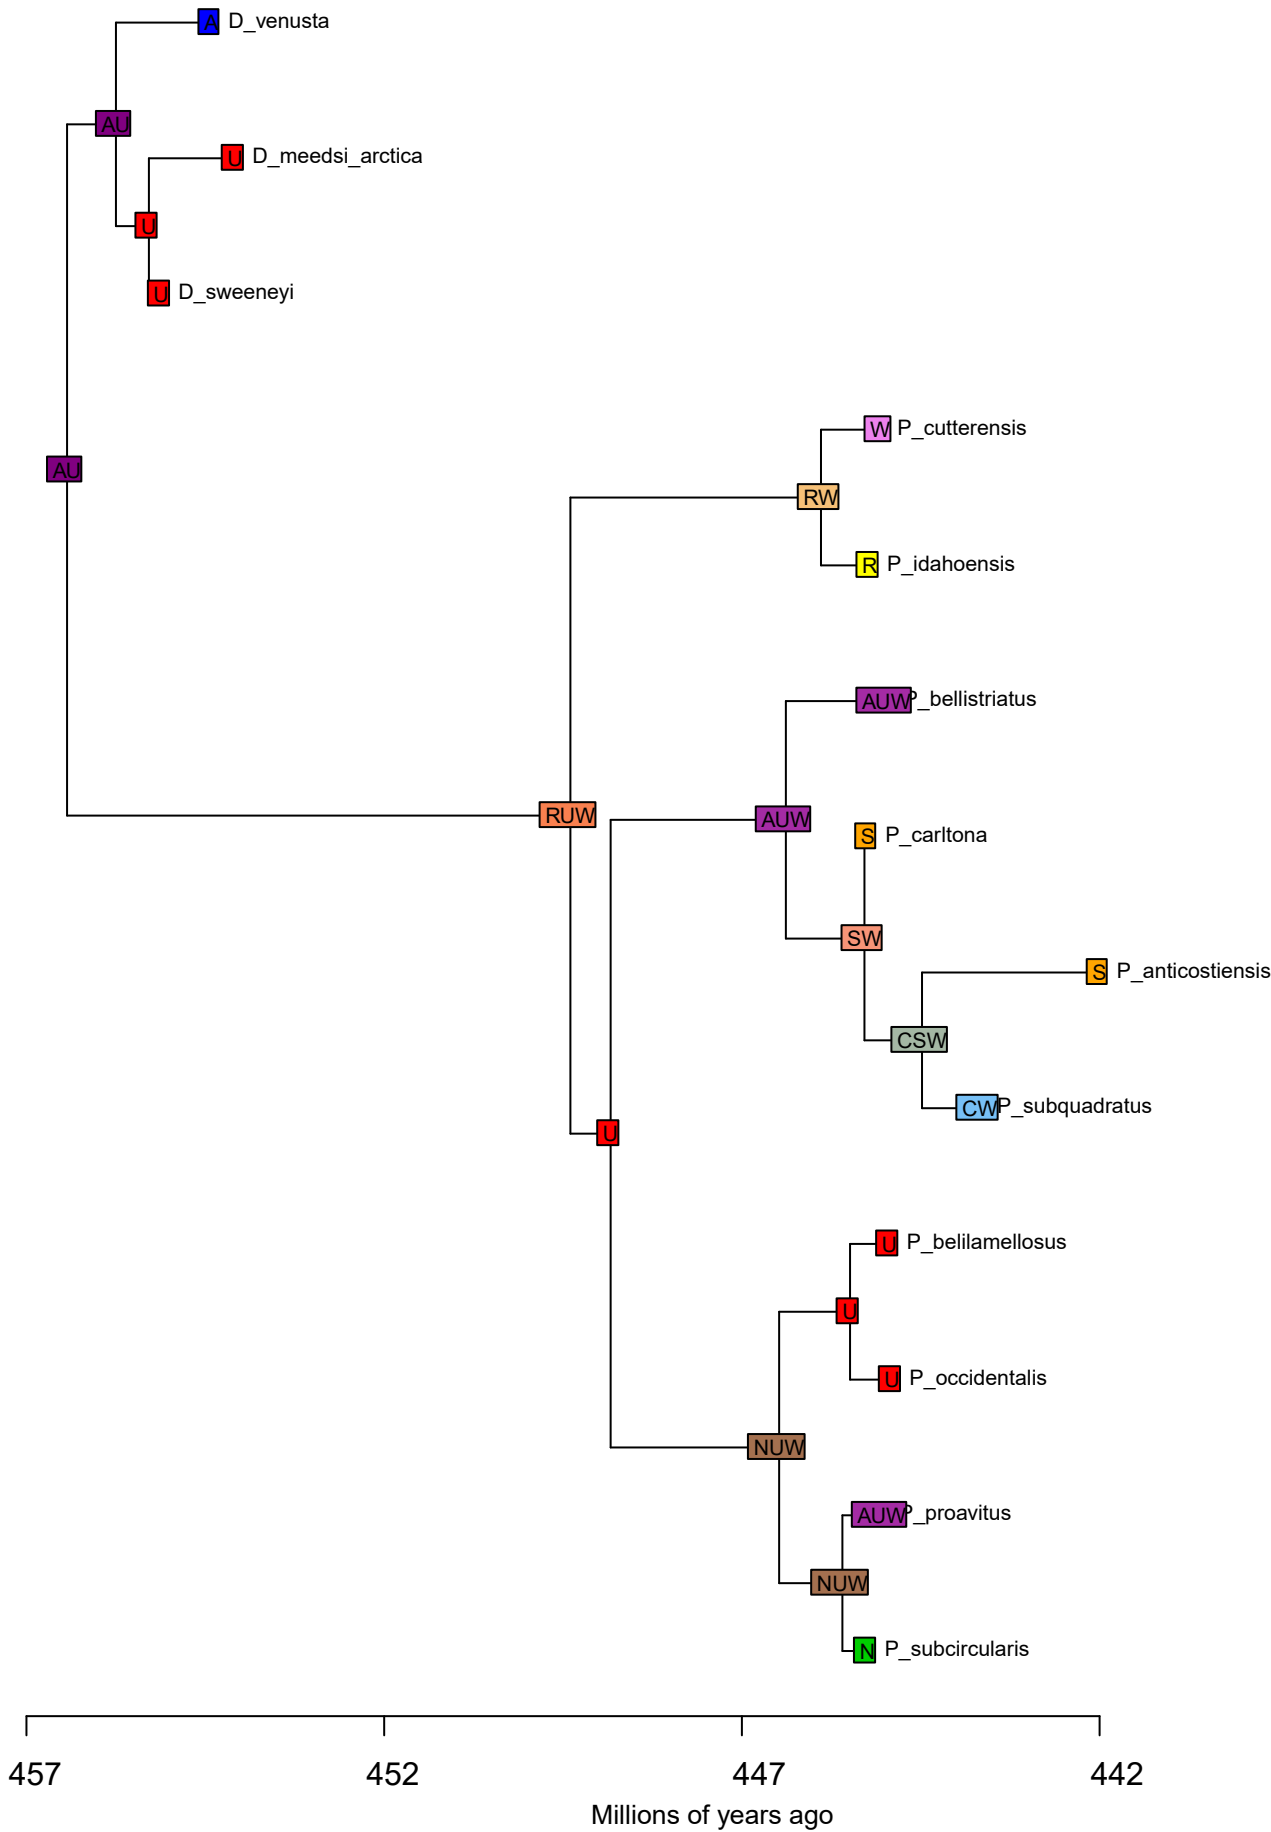 A D_venusta
AU
U D_meedsi_arctica
U
U D_sweeneyi
W P_cutterensis
AU
RW
R P_idahoensis
AUW P_bellistriatus
RUW
AUW
S P_carltona
SW
S P_anticostiensis
CSW
CW P_subquadratus
U
U P_belilamellosus
U
U P_occidentalis
NUW
AUW P_proavitus
NUW
N P_subcircularis
457 452 447 442
Millions of years ago